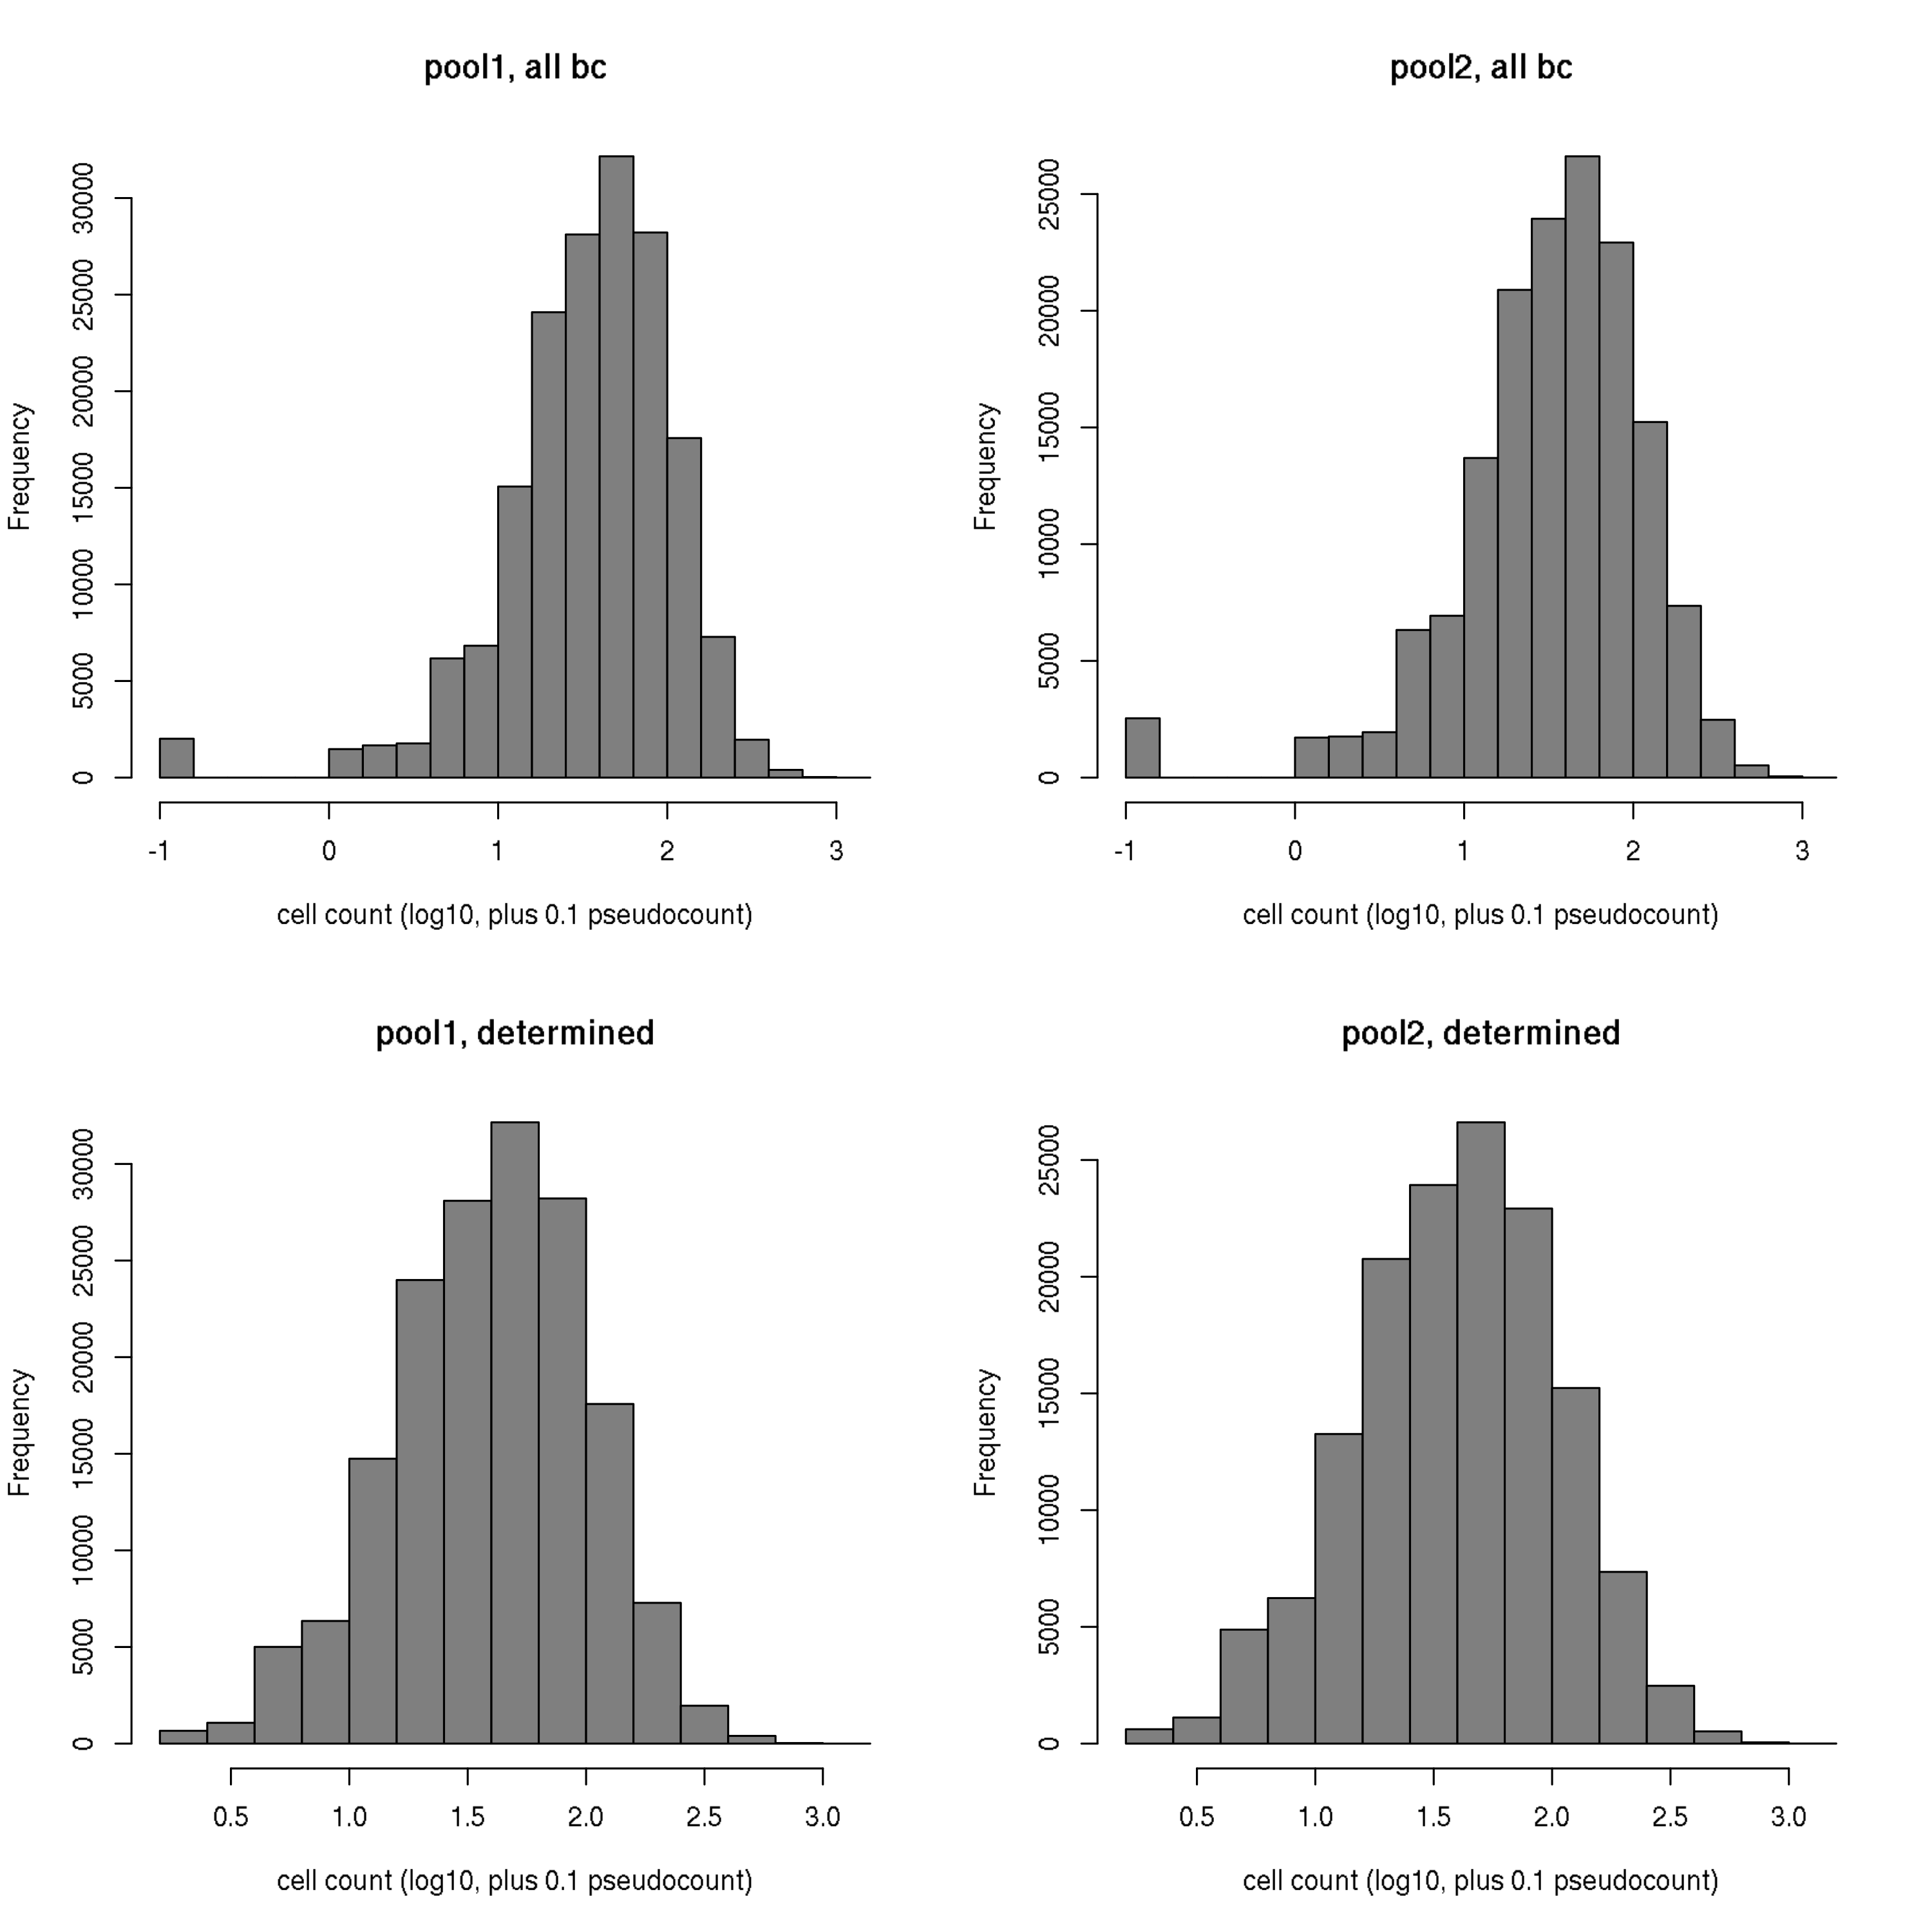 pool1, all bc
Frequency
30000
25000
20000
15000
10000
5000
0
-1 0 1 2 3
cell count (log10, plus 0.1 pseudocount)
pool2, all bc
Frequency
25000
20000
15000
10000
5000
0
-1 0 1 2 3
cell count (log10, plus 0.1 pseudocount)
pool1, determined
Frequency
30000
25000
20000
15000
10000
5000
0
0.5 1.0 1.5 2.0 2.5 3.0
cell count (log10, plus 0.1 pseudocount)
pool2, determined
Frequency
25000
20000
15000
10000
5000
0
0.5 1.0 1.5 2.0 2.5 3.0
cell count (log10, plus 0.1 pseudocount)